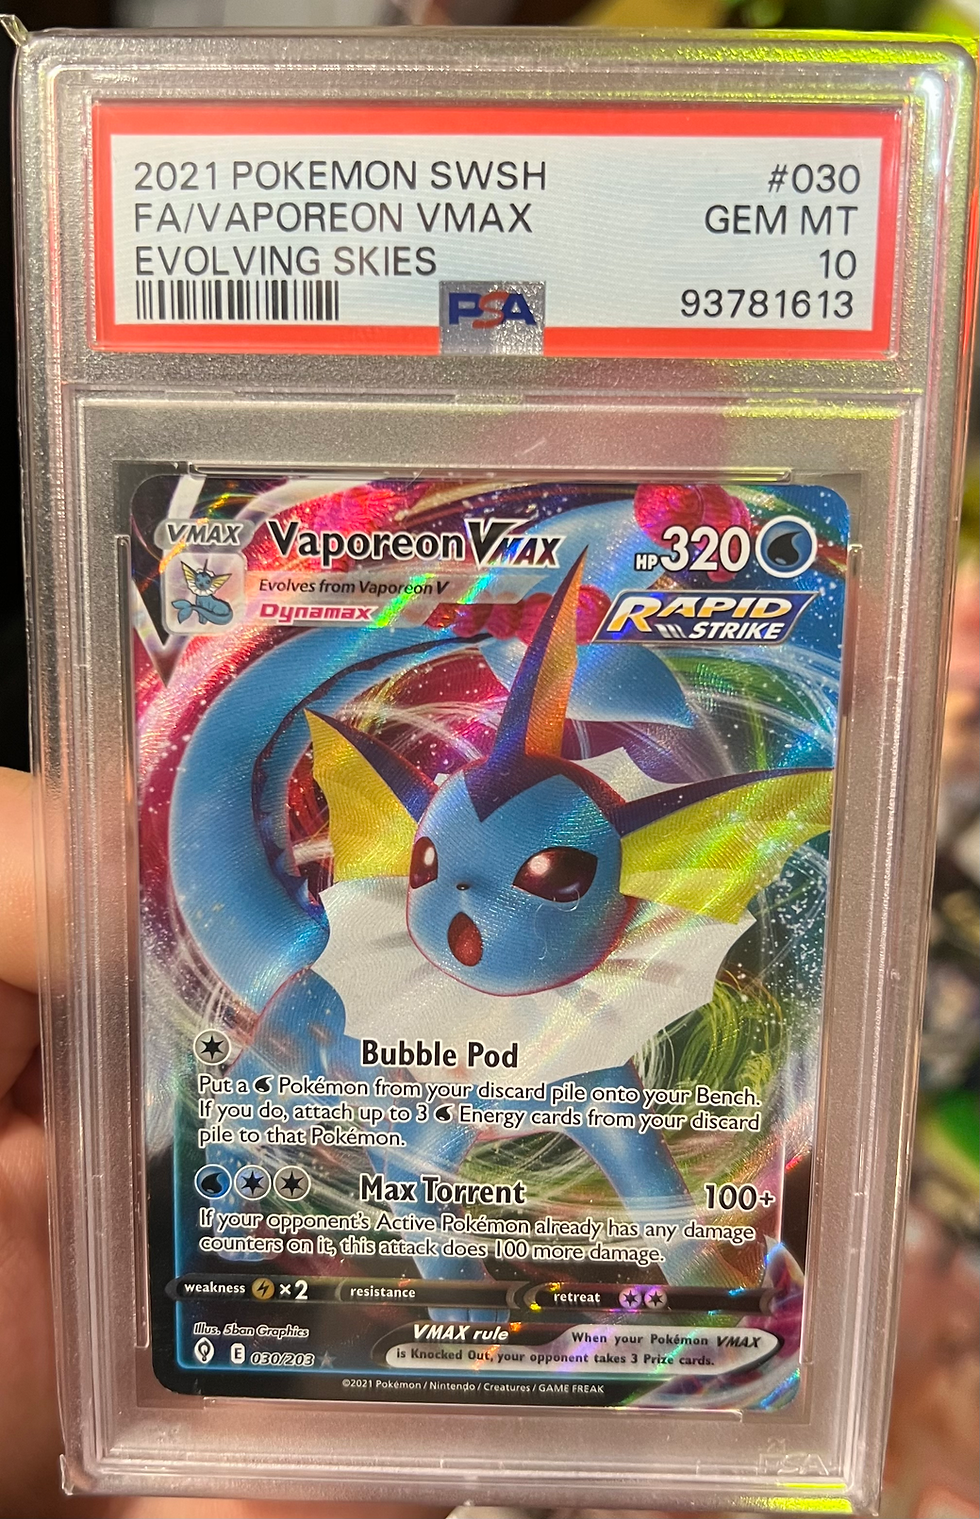 2021 POKEMON SWSH #030
FA/VAPOREON VMAX GEM MT
EVOLVING SKIES 10
PSA 93781613
VMAX Vaporeon VMAX HP 320
Evolves from Vaporeon V
Dynamax
RAPID
STRIKE
Bubble Pod
Put a Pokémon from your discard pile onto your Bench.
If you do, attach up to 3 Energy cards from your discard
pile to that Pokémon.
Max Torrent 100+
If your opponent's Active Pokémon already has any damage
counters on it, this attack does 100 more damage.
weakness ×2 resistance retreat
Illus. 5ban Graphics
E 030/203
VMAX rule When your Pokémon VMAX
is Knocked Out, your opponent takes 3 Prize cards.
©2021 Pokémon / Nintendo / Creatures / GAME FREAK
PSA